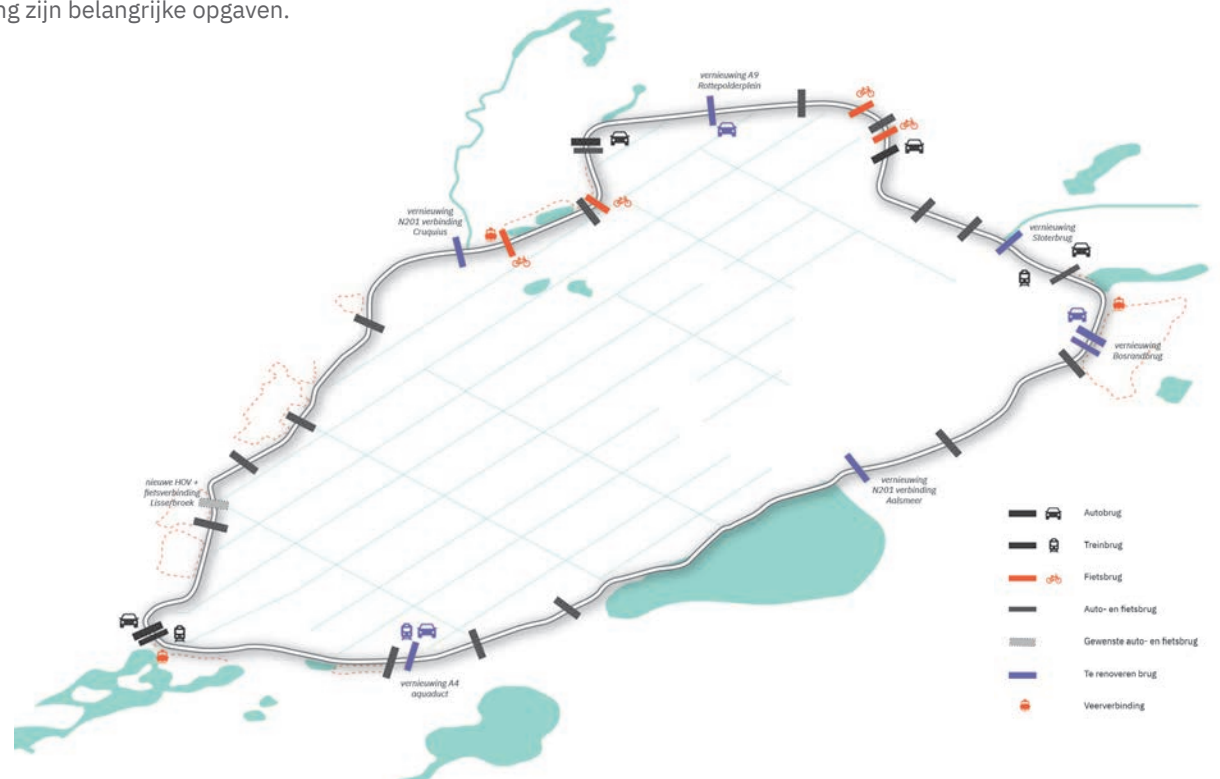 ng zijn belangrijke opgaven.
vernieuwing A9
Rottepolderplein
vernieuwing
N201 verbinding
Cruquius
vernieuwing
Sloterbrug
vernieuwing
Bosrandbrug
nieuwe HOV +
fietsverbinding
Lissefbroek
vernieuwing
N201 verbinding
Aalsmeer
vernieuwing A4
aquaduct
Autobrug
Treinbrug
Fietsbrug
Auto- en fietsbrug
Gewenste auto- en fietsbrug
Te renoveren brug
Veerverbinding